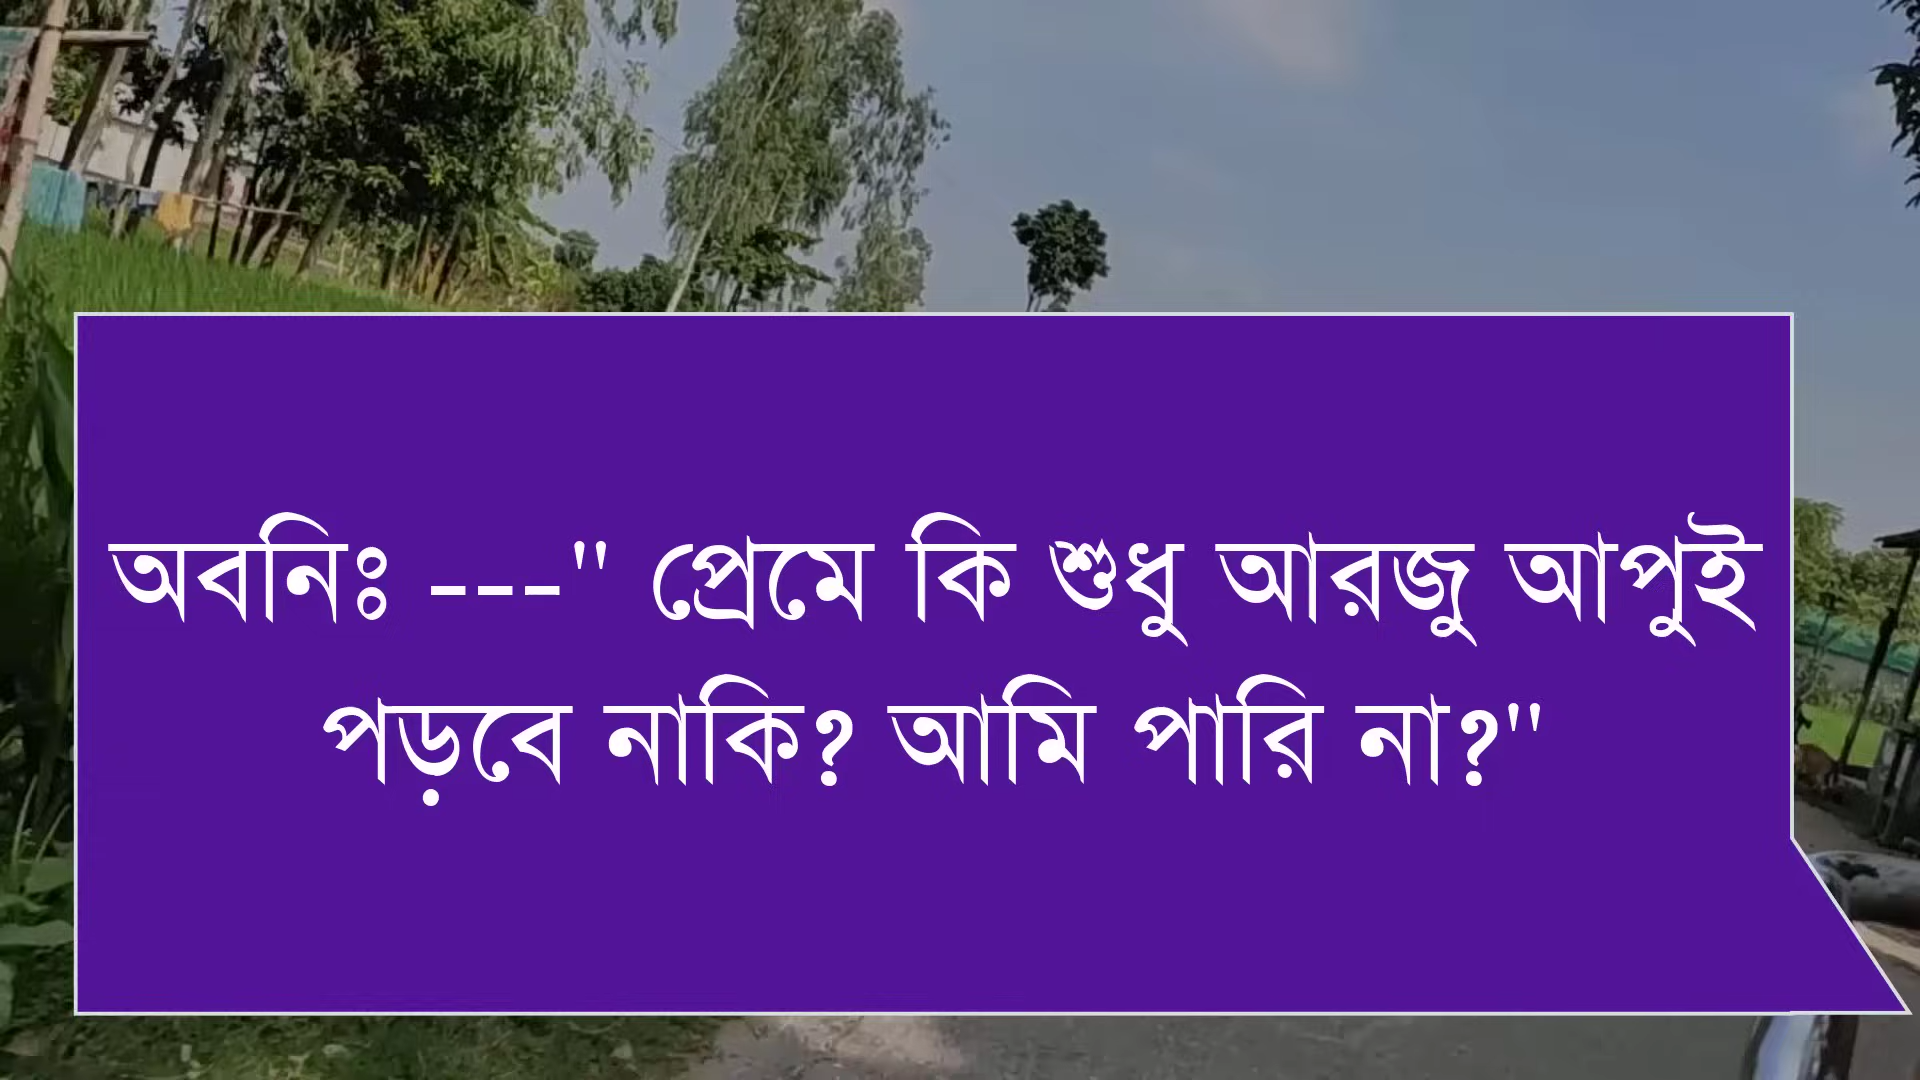 অবনিঃ ---" প্রেমে কি শুধু আরজু আপুই
পড়বে নাকি? আমি পারি না?"